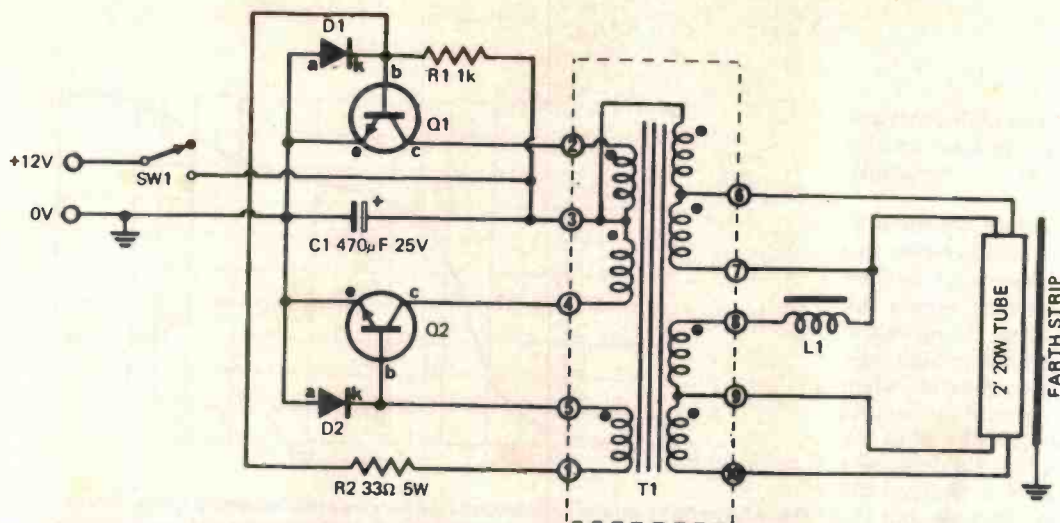 D1
a
k
R1 1k
b
Q1
e
c
+12V
SW1
0V
+
C1 470μF 25V
e
c
Q2
b
a
k
D2
R2 33Ω 5W
2
3
4
5
1
T1
6
7
8
9
10
L1
2' 20W TUBE
EARTH STRIP